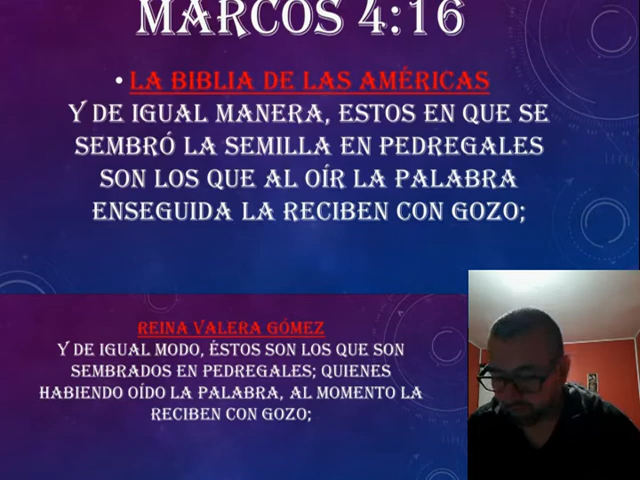 MARCOS 4:16
• LA BIBLIA DE LAS AMÉRICAS
Y DE IGUAL MANERA, ESTOS EN QUE SE
SEMBRÓ LA SEMILLA EN PEDREGALES
SON LOS QUE AL OÍR LA PALABRA
ENSEGUIDA LA RECIBEN CON GOZO;
REINA VALERA GÓMEZ
Y DE IGUAL MODO, ÉSTOS SON LOS QUE SON
SEMBRADOS EN PEDREGALES; QUIENES
HABIENDO OÍDO LA PALABRA, AL MOMENTO LA
RECIBEN CON GOZO;